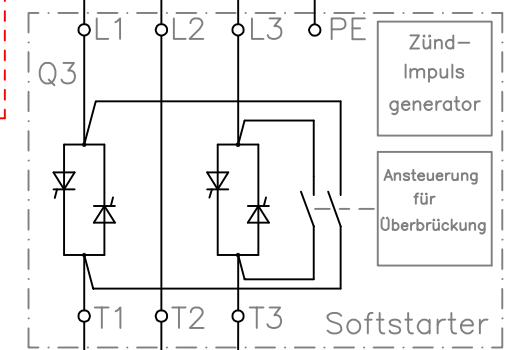 L1 L2 L3 PE
Q3
Zünd-
Impuls
generator
Ansteuerung
für
Überbrückung
T1 T2 T3
Softstarter